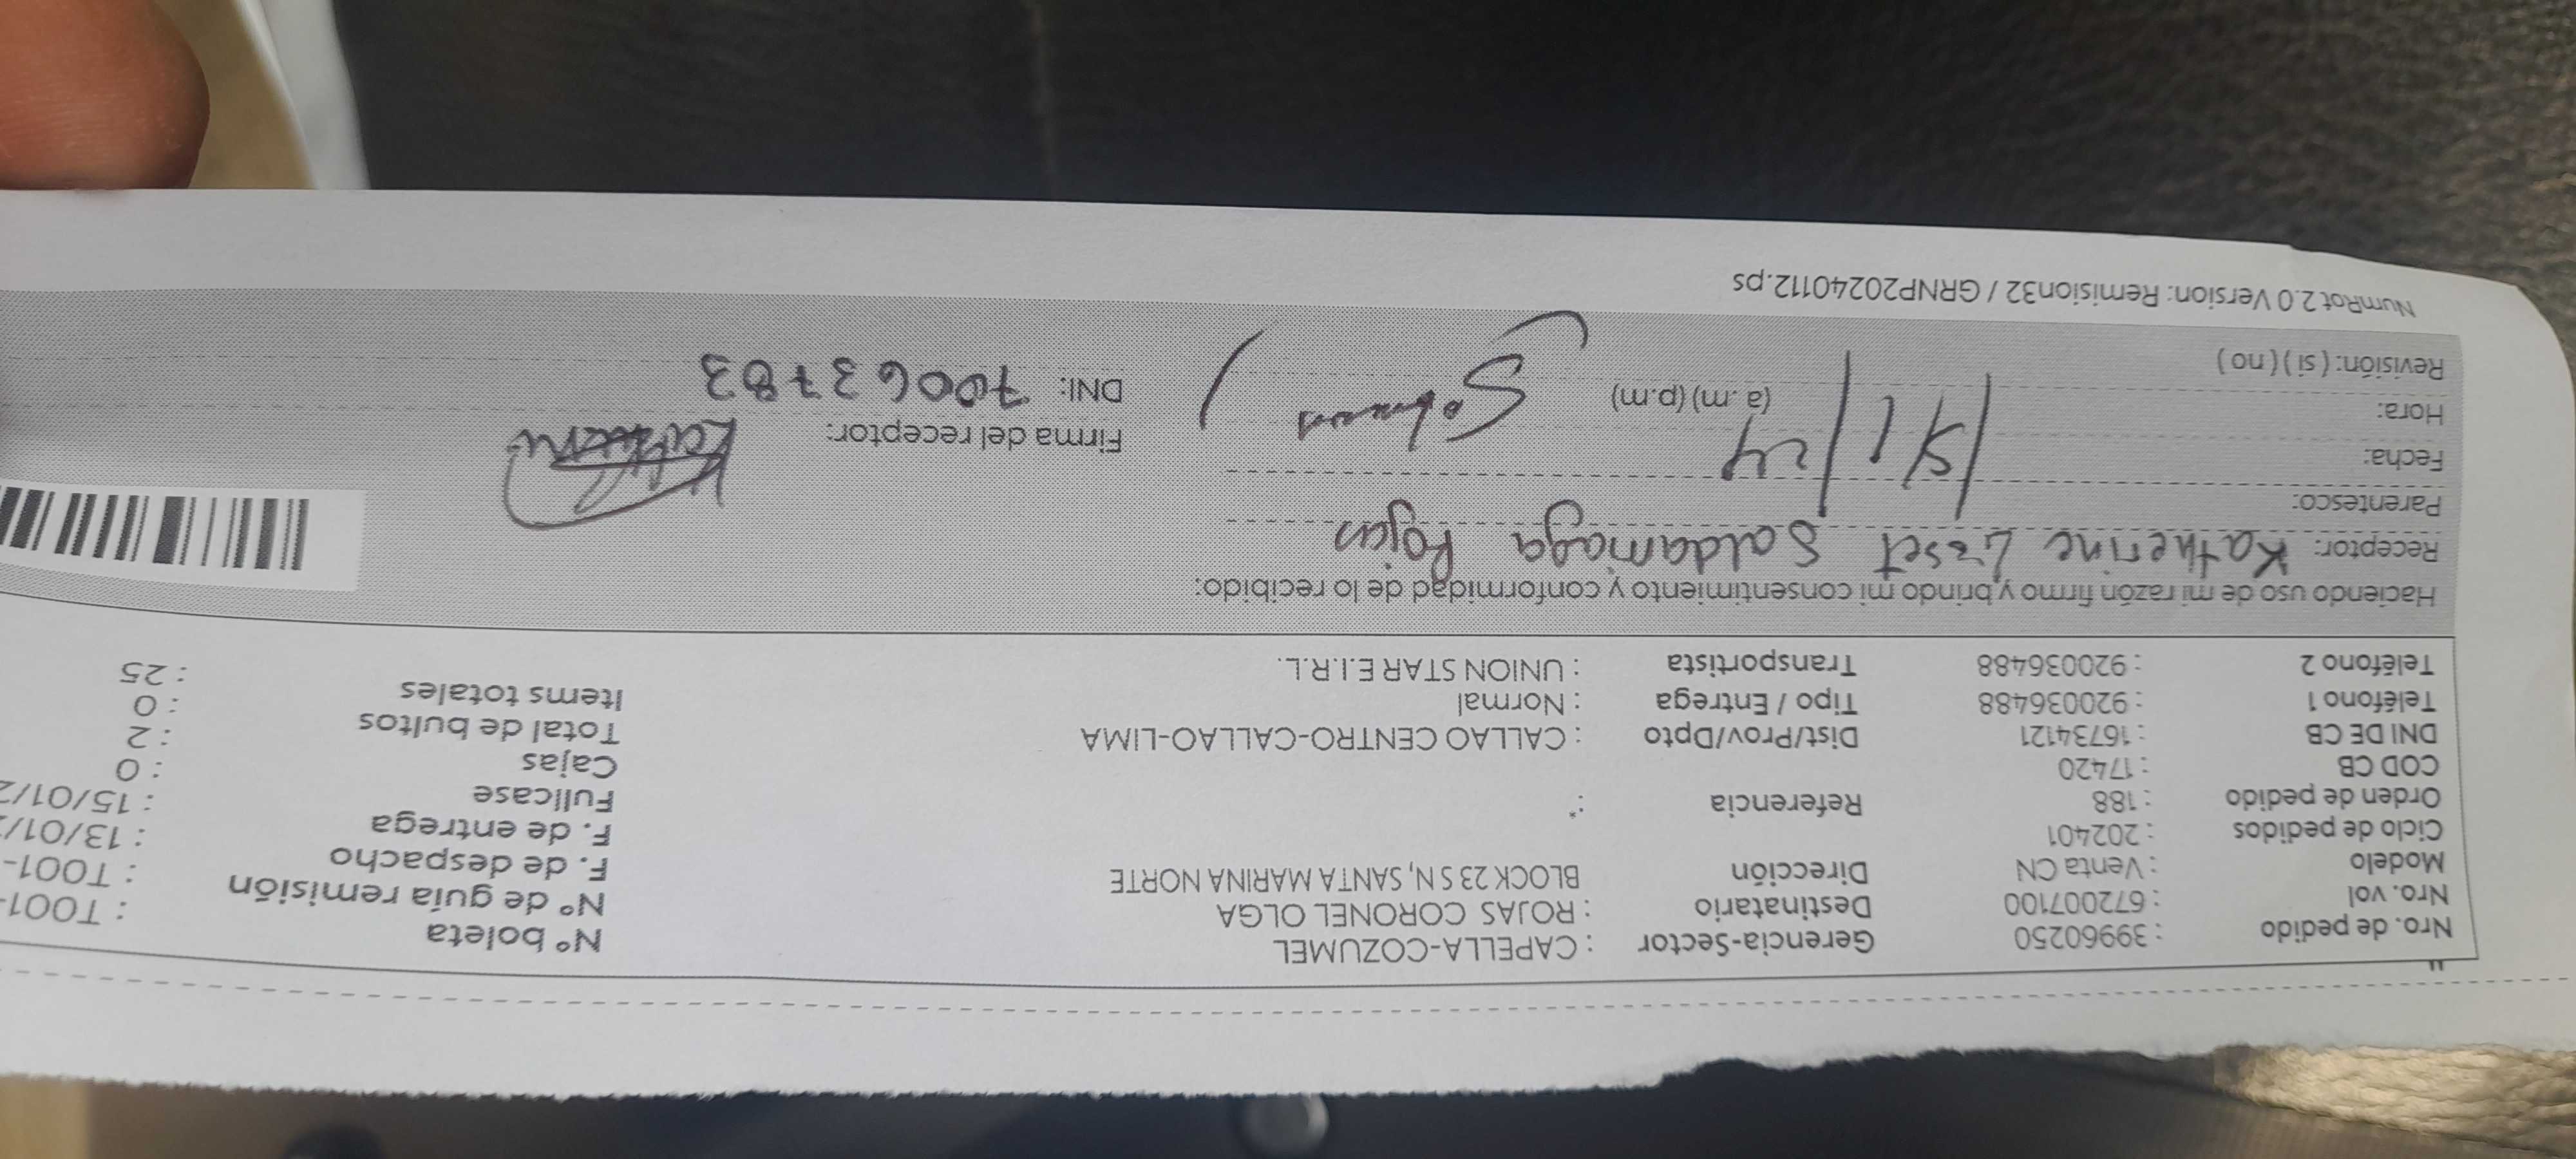 Nro. de pedido : 39960250 Gerencia-Sector : CAPELLA-COZUMEL Nº boleta : T001-
Nro. vol : 672007100 Destinatario : ROJAS CORONEL OLGA Nº de guía remisión : T001-
Modelo : Venta CN Dirección BLOCK 23 S N, SANTA MARINA NORTE F. de despacho : 13/01/2
Ciclo de pedidos : 202401 F. de entrega : 15/01/2
Orden de pedido : 188 Referencia : * Fullcase : 0
COD CB : 17420 Cajas : 2
DNI DE CB : 16734121 Dist/Prov/Dpto : CALLAO CENTRO-CALLAO-LIMA Total de bultos : 0
Teléfono 1 : 920036488 Tipo / Entrega : Normal Items totales : 25
Teléfono 2 : 920036488 Transportista : UNION STAR E.I.R.L.
Haciendo uso de mi razón firmo y brindo mi consentimiento y conformidad de lo recibido:
Receptor: Katherine Lisset Saldamaga Rojas
Parentesco:
Fecha: 15/1/24 Firma del receptor:
Hora: (a.m) (p.m) DNI: 70063783
Revisión: ( si ) ( no )
NumRot 2.0 Version: Remision32 / GRNP20240112.ps